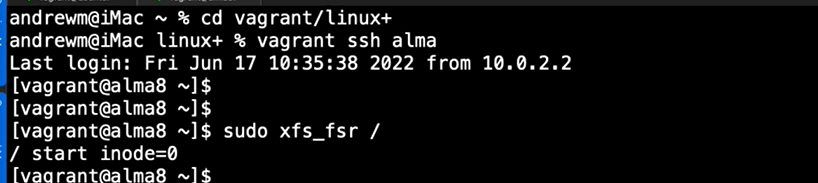 andrewm@iMac ~ % cd vagrant/linux+
andrewm@iMac linux+ % vagrant ssh alma
Last login: Fri Jun 17 10:35:38 2022 from 10.0.2.2
[vagrant@alma8 ~]$
[vagrant@alma8 ~]$
[vagrant@alma8 ~]$ sudo xfs_fsr /
/ start inode=0
[vagrant@alma8 ~]$